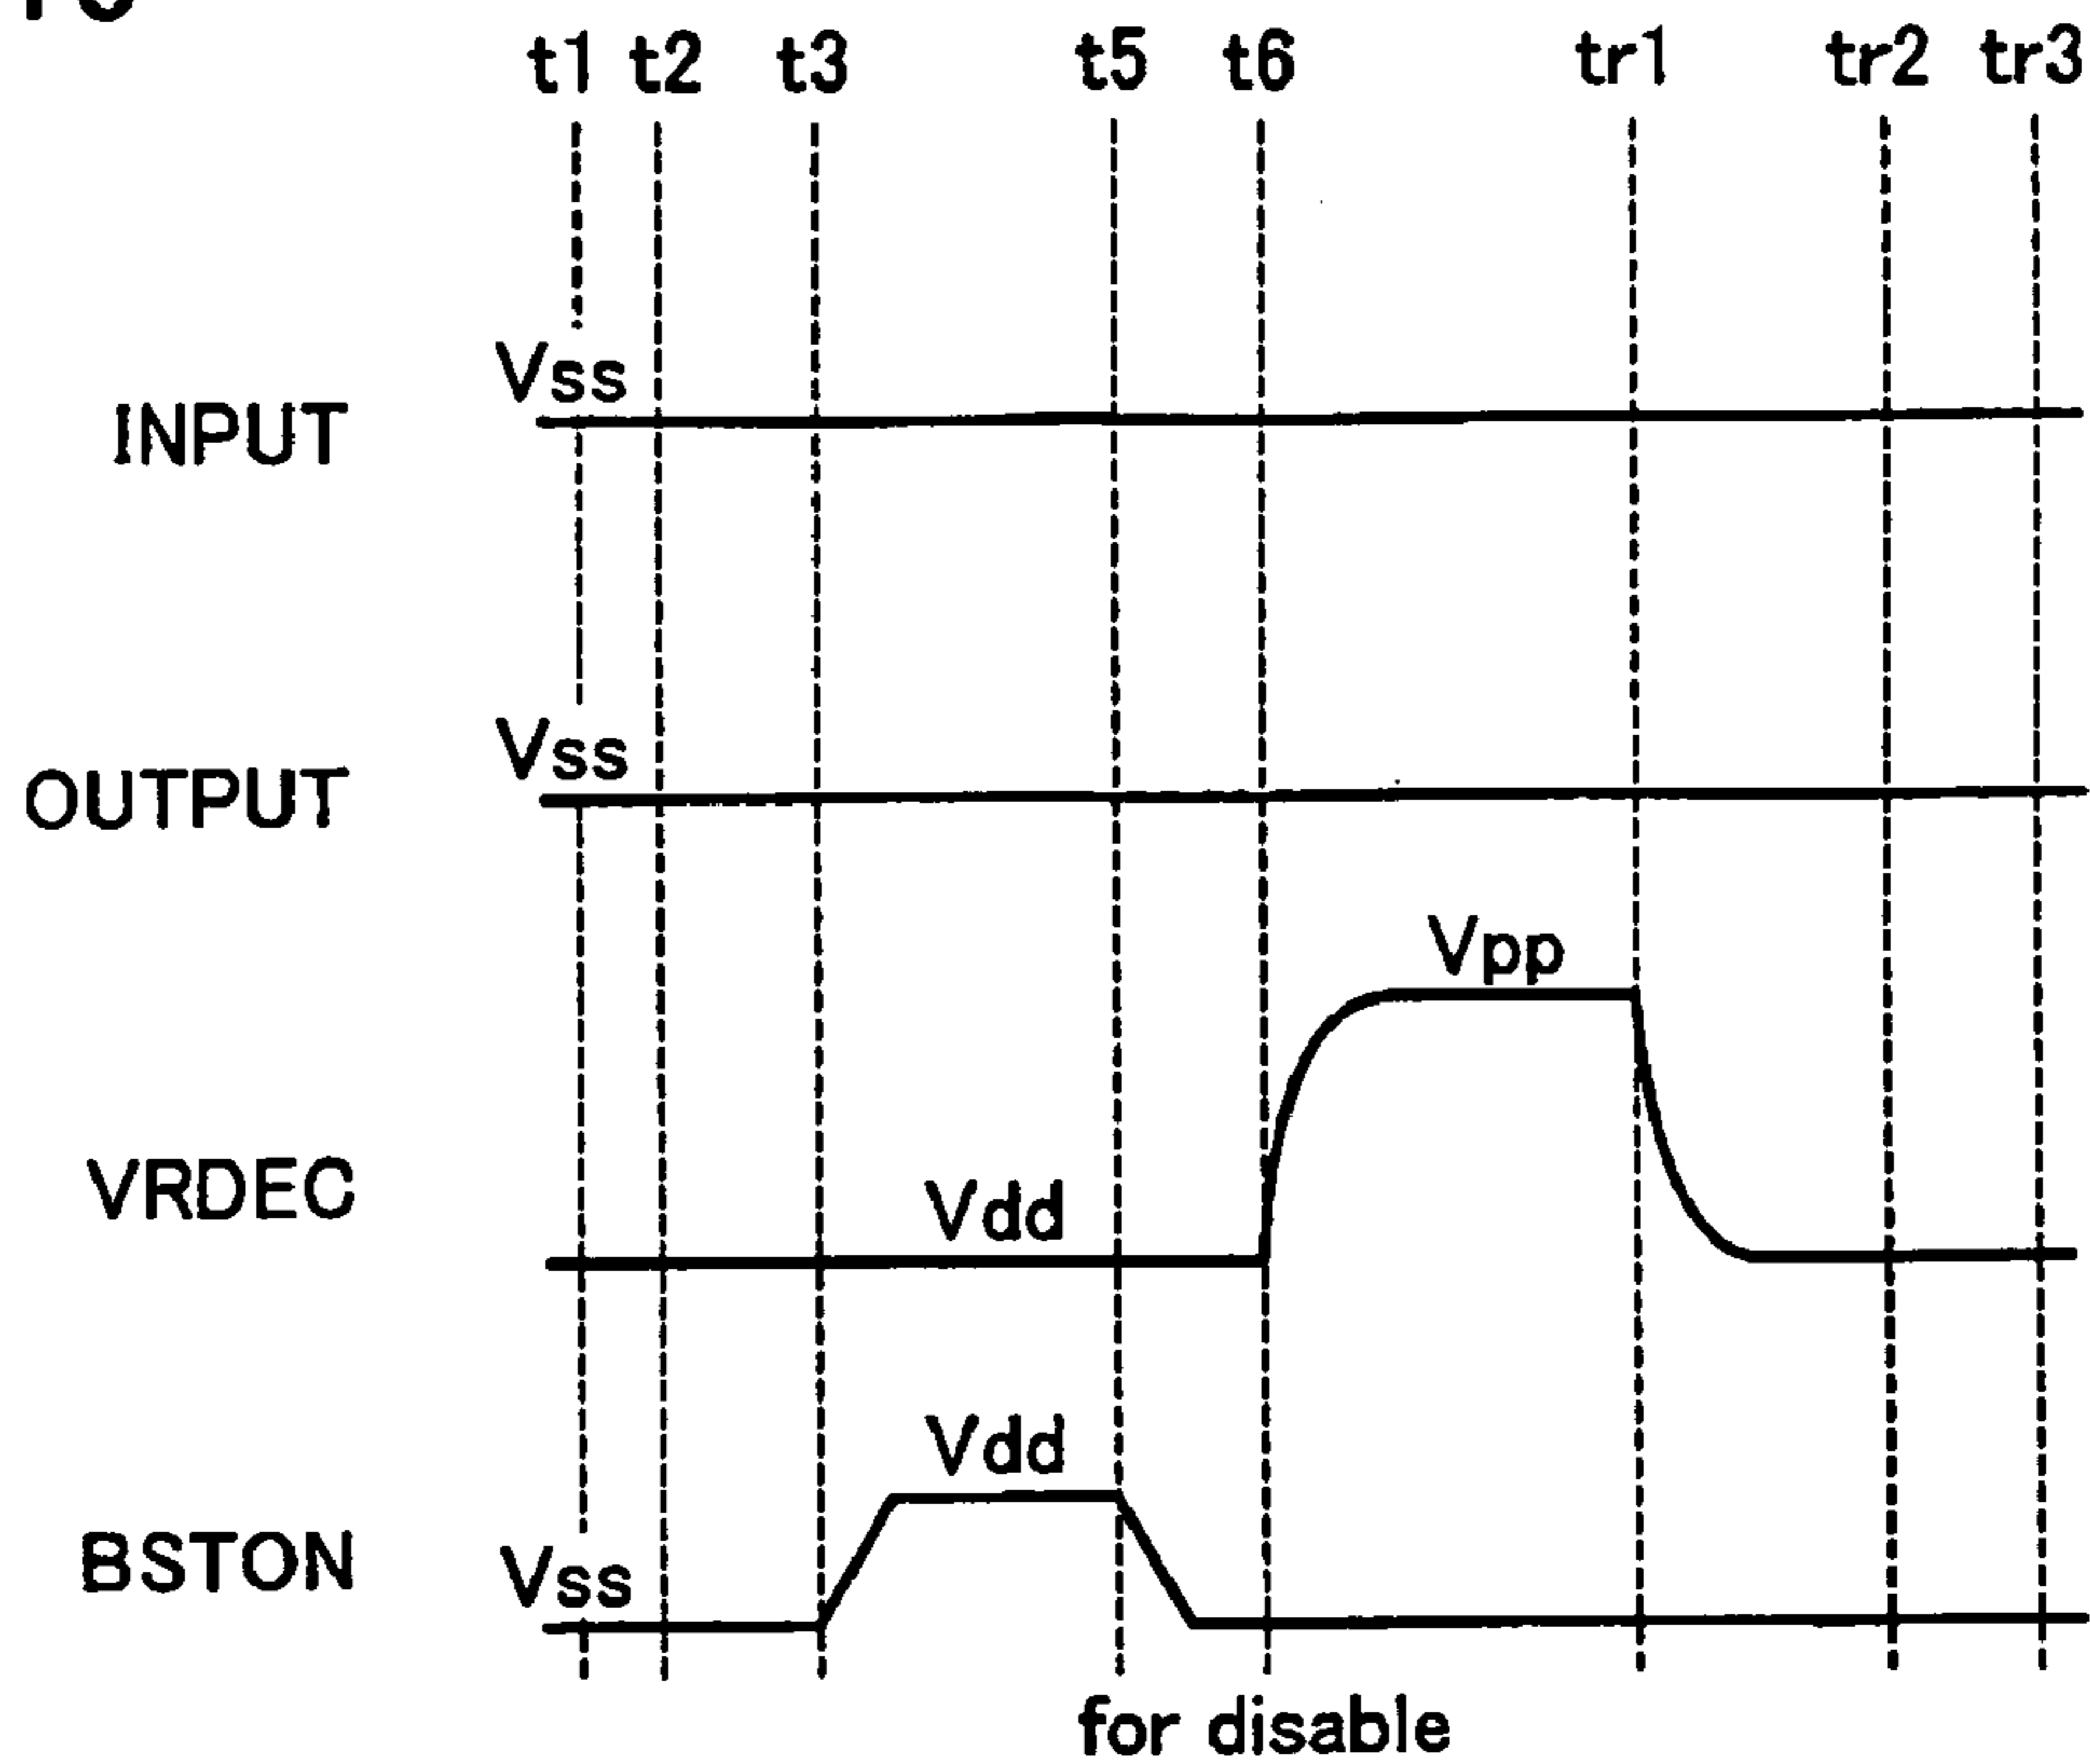 t1 t2 t3 t5 t6 tr1 tr2 tr3
Vss
INPUT
Vss
OUTPUT
Vpp
VRDEC
Vdd
Vdd
BSTON
Vss
for disable